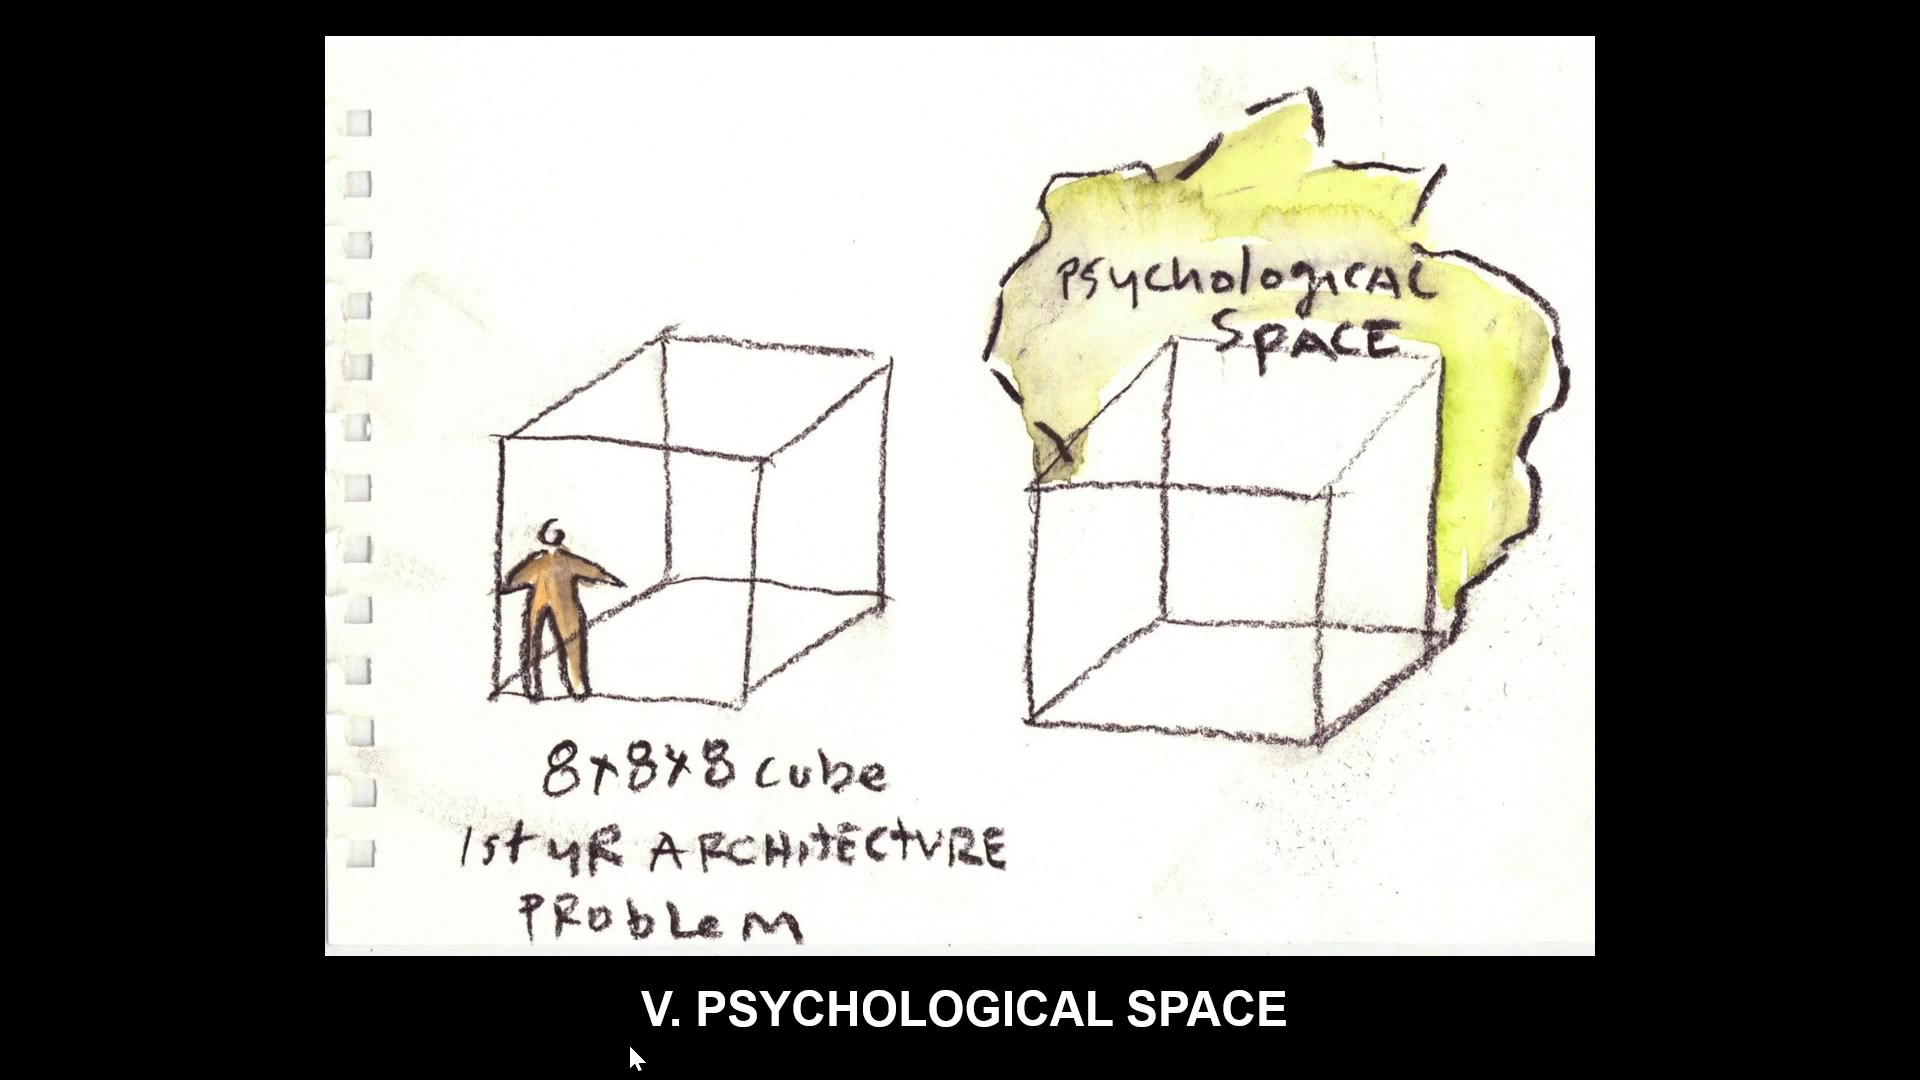 PSychologicAL
SPACE
8x8x8 cube
1st yR ARCHitECtURE
PRobLeM
V. PSYCHOLOGICAL SPACE